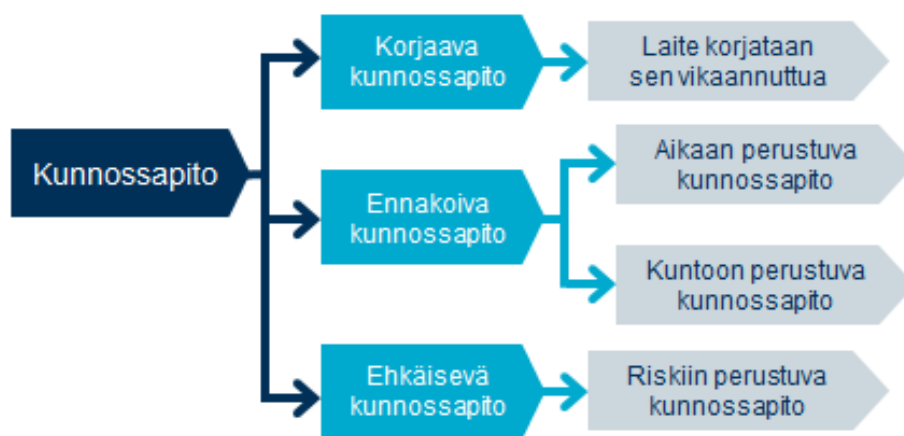 Kunnossapito
Korjaava
kunnossapito
Laite korjataan
sen vikaannuttua
Ennakoiva
kunnossapito
Aikaan perustuva
kunnossapito
Kuntoon perustuva
kunnossapito
Ehkäisevä
kunnossapito
Riskiin perustuva
kunnossapito